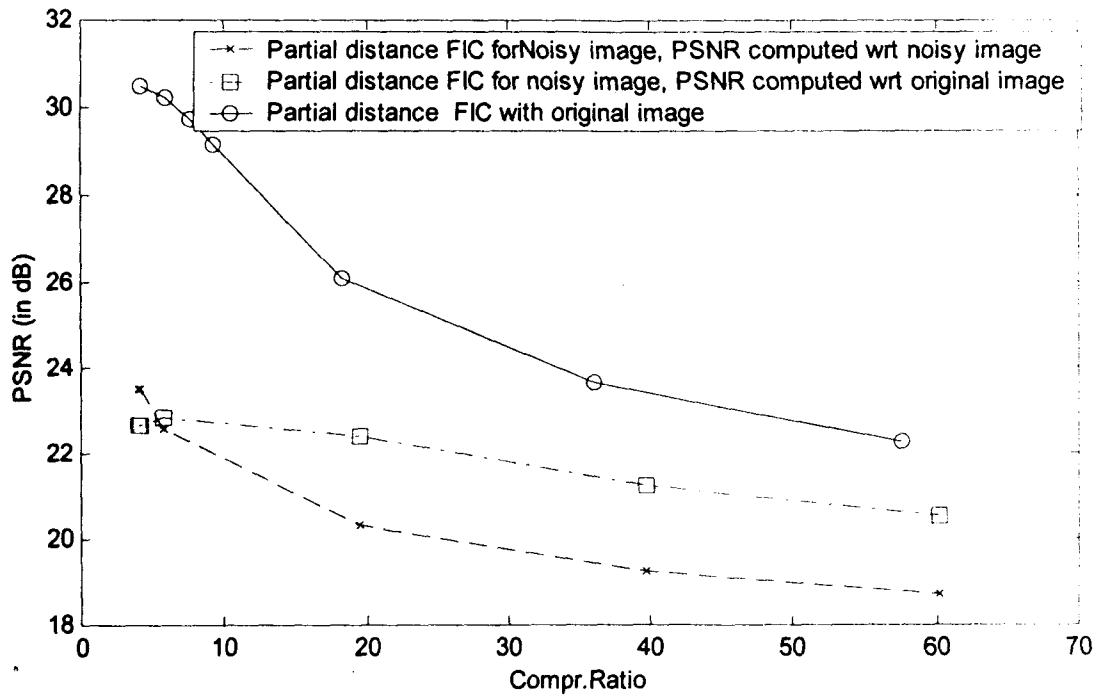 32
30
28
26
24
22
20
18
PSNR (in dB)
Partial distance FIC forNoisy image, PSNR computed wrt noisy image
Partial distance FIC for noisy image, PSNR computed wrt original image
Partial distance FIC with original image
0 10 20 30 40 50 60 70
Compr.Ratio